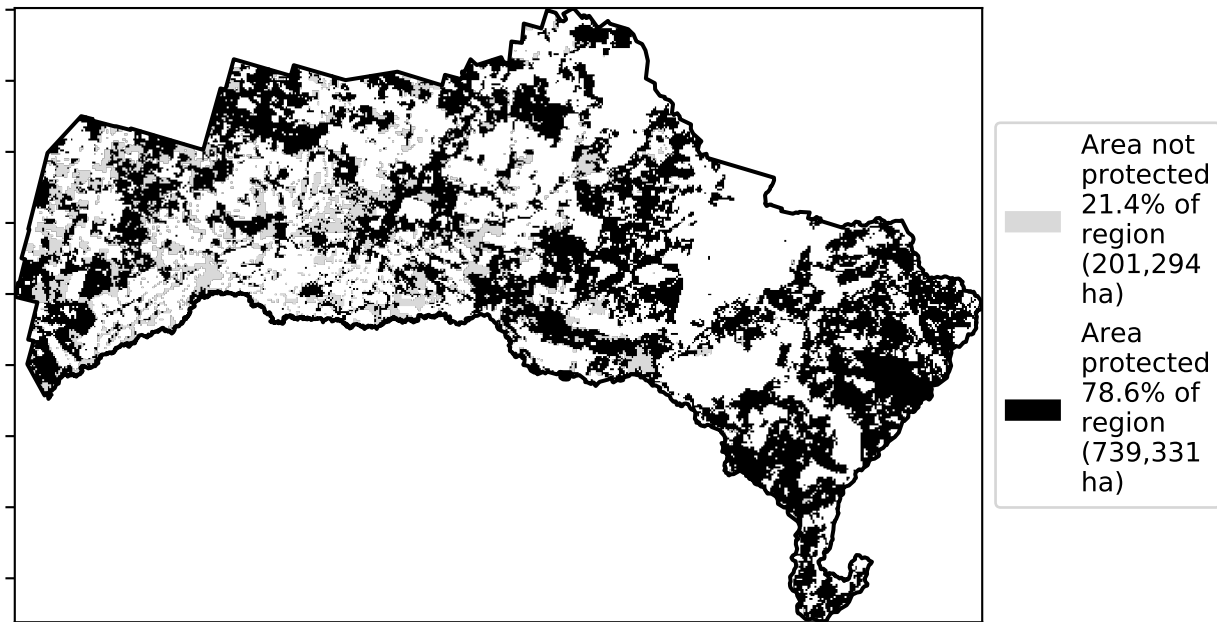 Area not
protected
21.4% of
region
(201,294
ha)
Area
protected
78.6% of
region
(739,331
ha)